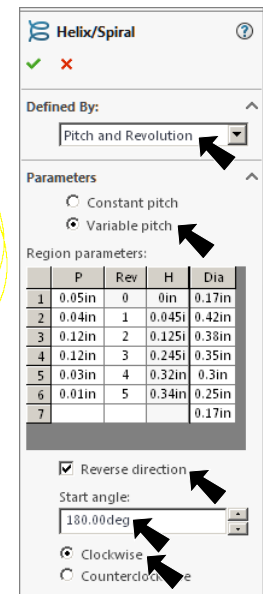 Helix/Spiral
Defined By:
Pitch and Revolution
Parameters
Constant pitch
Variable pitch
Region parameters:
P Rev H Dia
1 0.05in 0 0in 0.17in
2 0.04in 1 0.045i 0.42in
3 0.12in 2 0.125i 0.38in
4 0.12in 3 0.245i 0.35in
5 0.03in 4 0.32in 0.3in
6 0.01in 5 0.34in 0.25in
7 0.17in
Reverse direction
Start angle:
180.00deg
Clockwise